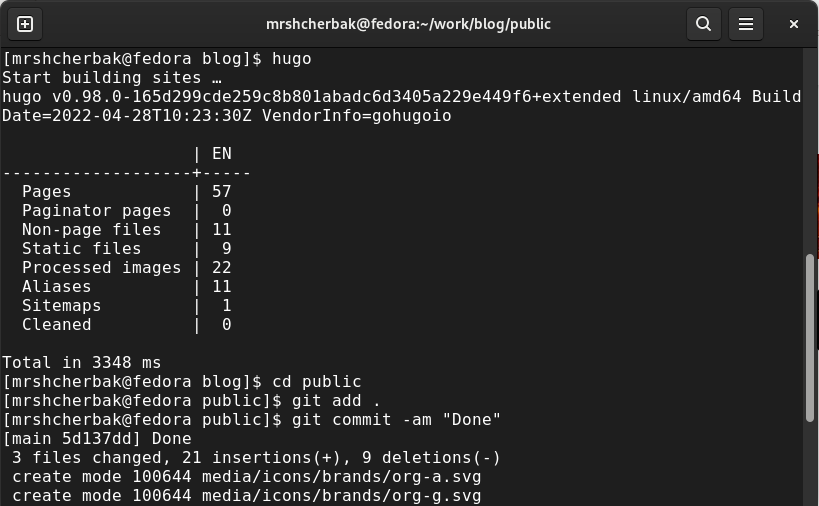 mrshcherbak@fedora:~/work/blog/public
[mrshcherbak@fedora blog]$ hugo
Start building sites …
hugo v0.98.0-165d299cde259c8b801abadc6d3405a229e449f6+extended linux/amd64 Build
Date=2022-04-28T10:23:30Z VendorInfo=gohugoio
                   | EN
-------------------+-----
  Pages            | 57
  Paginator pages  |  0
  Non-page files   | 11
  Static files     |  9
  Processed images | 22
  Aliases          | 11
  Sitemaps         |  1
  Cleaned          |  0
Total in 3348 ms
[mrshcherbak@fedora blog]$ cd public
[mrshcherbak@fedora public]$ git add .
[mrshcherbak@fedora public]$ git commit -am "Done"
[main 5d137dd] Done
 3 files changed, 21 insertions(+), 9 deletions(-)
 create mode 100644 media/icons/brands/org-a.svg
 create mode 100644 media/icons/brands/org-g.svg